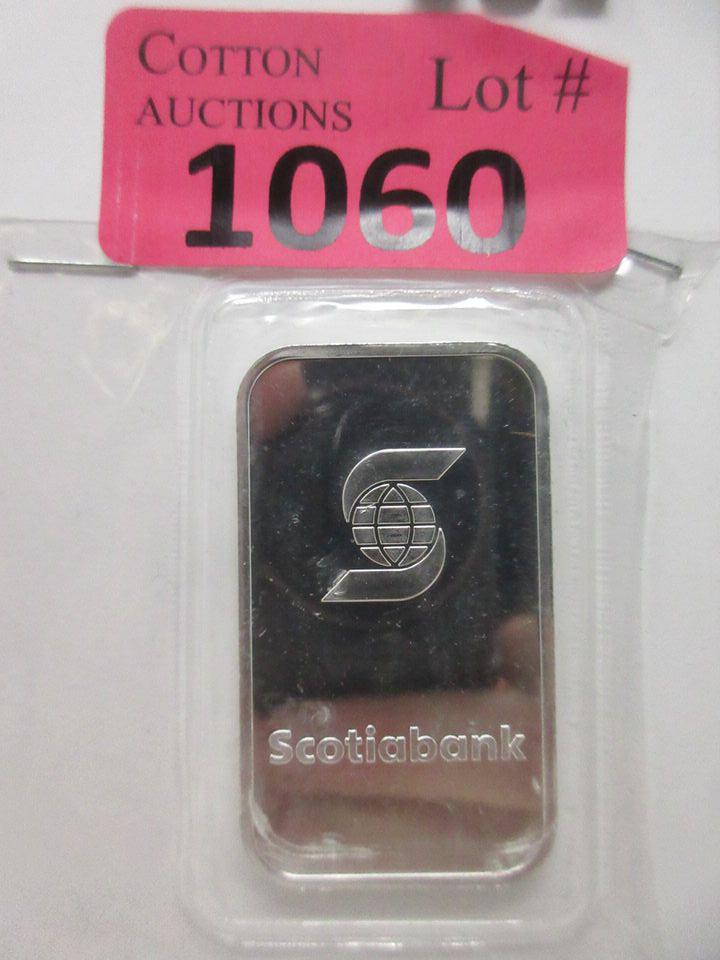 COTTON
AUCTIONS
Lot #
1060
Scotiabank